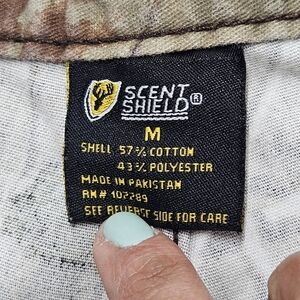 SCENT
SHIELD®
M
SHELL 57% COTTON
43% POLYESTER
MADE IN PAKISTAN
RN# 107289
SEE REVERSE SIDE FOR CARE